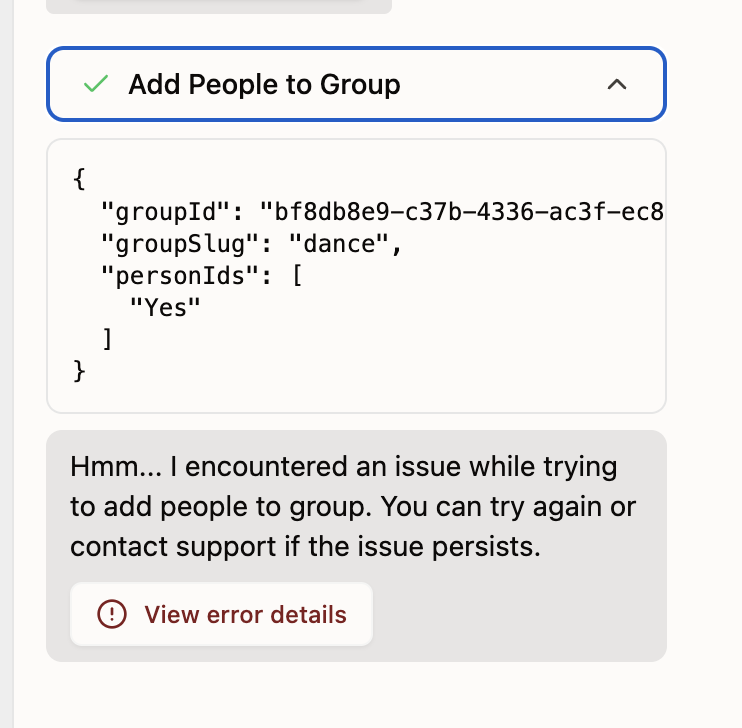 Add People to Group
{
  "groupId": "bf8db8e9-c37b-4336-ac3f-ec8
  "groupSlug": "dance",
  "personIds": [
    "Yes"
  ]
}
Hmm... I encountered an issue while trying
to add people to group. You can try again or
contact support if the issue persists.
View error details